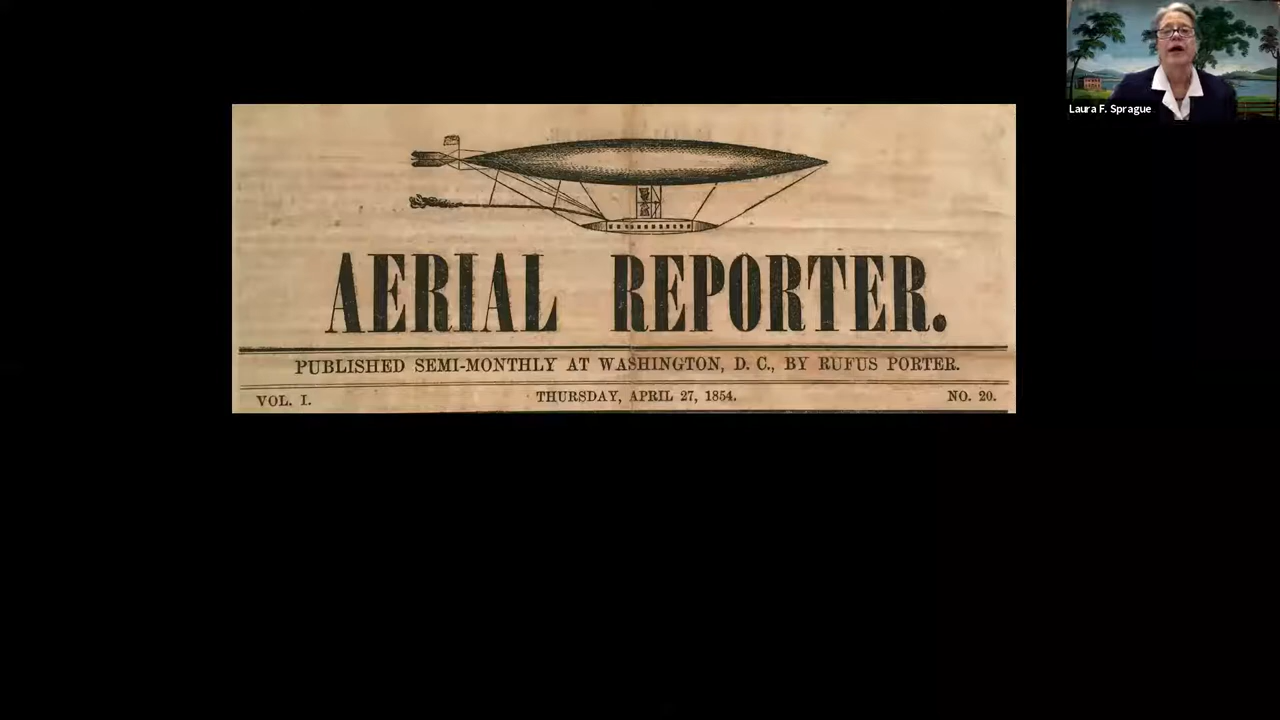 Laura F. Sprague
AERIAL REPORTER.
PUBLISHED SEMI-MONTHLY AT WASHINGTON, D. C., BY RUFUS PORTER.
VOL. I. THURSDAY, APRIL 27, 1854. NO. 20.